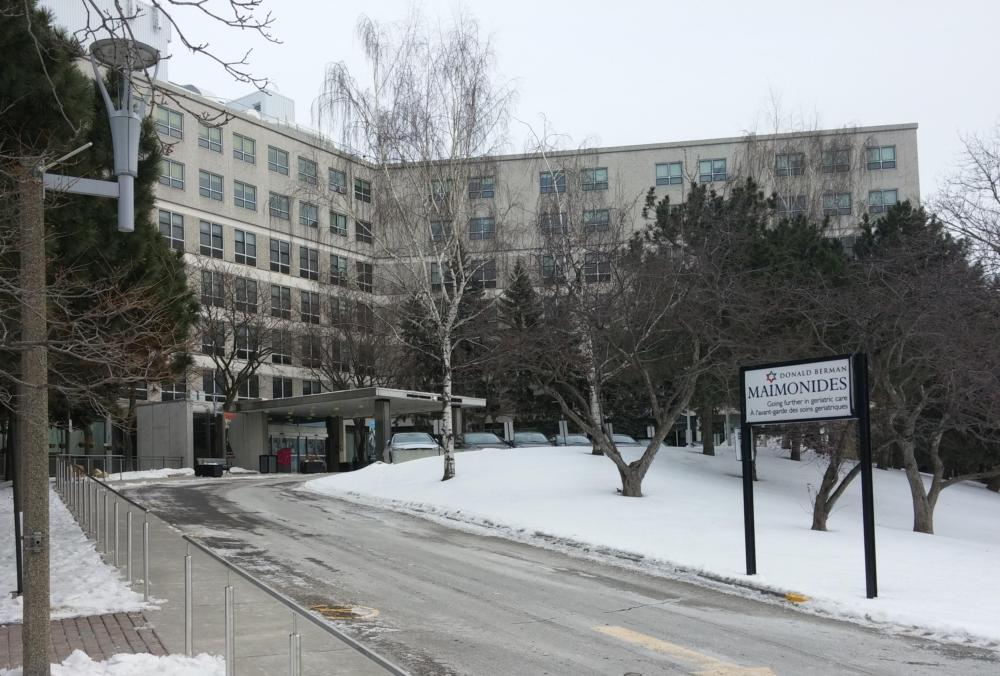 DONALD BERMAN
MAIMONIDES
Going further in geriatric care
À l'avant-garde des soins gériatriques